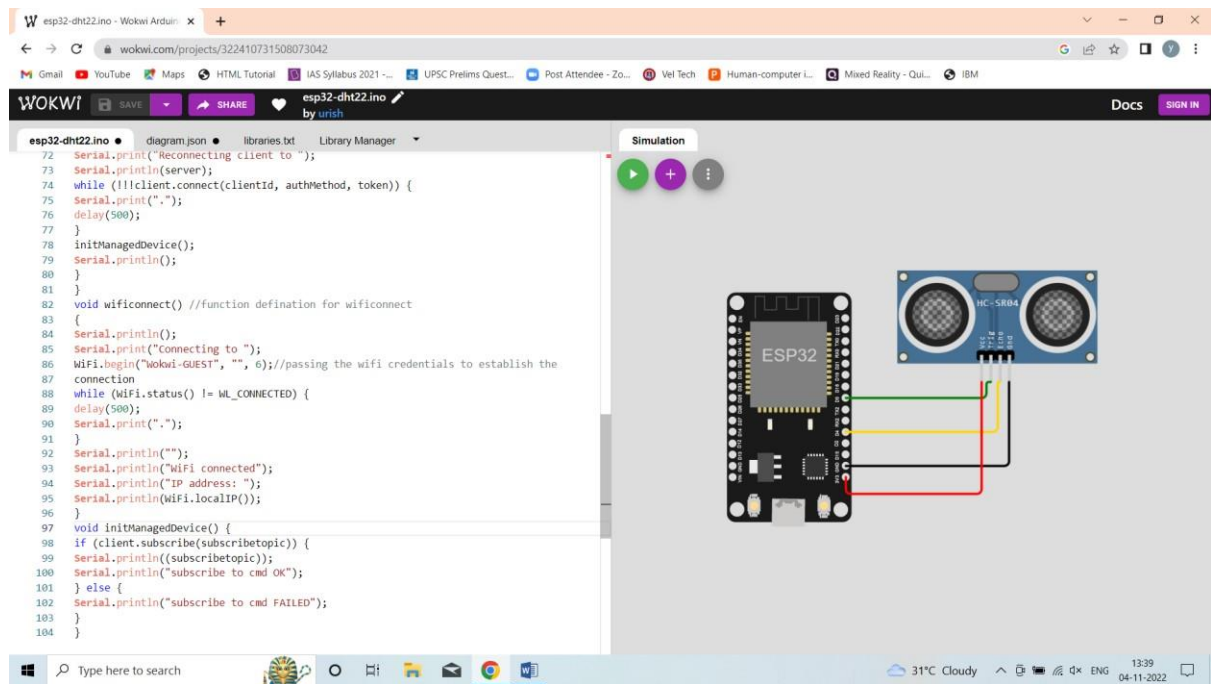 esp32-dht22.ino - Wokwi Arduin
wokwi.com/projects/322410731508073042
Gmail YouTube Maps HTML Tutorial IAS Syllabus 2021 -... UPSC Prelims Quest... Post Attendee - Zo... Vel Tech Human-computer i... Mixed Reality - Qui... IBM
WOKWI SAVE SHARE esp32-dht22.ino Docs SIGN IN
by urish
esp32-dht22.ino diagram.json libraries.txt Library Manager Simulation
72 Serial.print("Reconnecting client to ");
73 Serial.println(server);
74 while (!!!client.connect(clientId, authMethod, token)) {
75 Serial.print(".");
76 delay(500);
77 }
78 initManagedDevice();
79 Serial.println();
80 }
81 }
82 void wificonnect() //function defination for wificonnect
83 {
84 Serial.println();
85 Serial.print("Connecting to ");
86 WiFi.begin("Wokwi-GUEST", "", 6);//passing the wifi credentials to establish the
87 connection
88 while (WiFi.status() != WL_CONNECTED) {
89 delay(500);
90 Serial.print(".");
91 }
92 Serial.println("");
93 Serial.println("WiFi connected");
94 Serial.println("IP address: ");
95 Serial.println(WiFi.localIP());
96 }
97 void initManagedDevice() {
98 if (client.subscribe(subscribetopic)) {
99 Serial.println((subscribetopic));
100 Serial.println("subscribe to cmd OK");
101 } else {
102 Serial.println("subscribe to cmd FAILED");
103 }
104 }
ESP32
HC-SR04
Vcc Trig Echo Gnd
Type here to search 31°C Cloudy ENG 13:39
04-11-2022